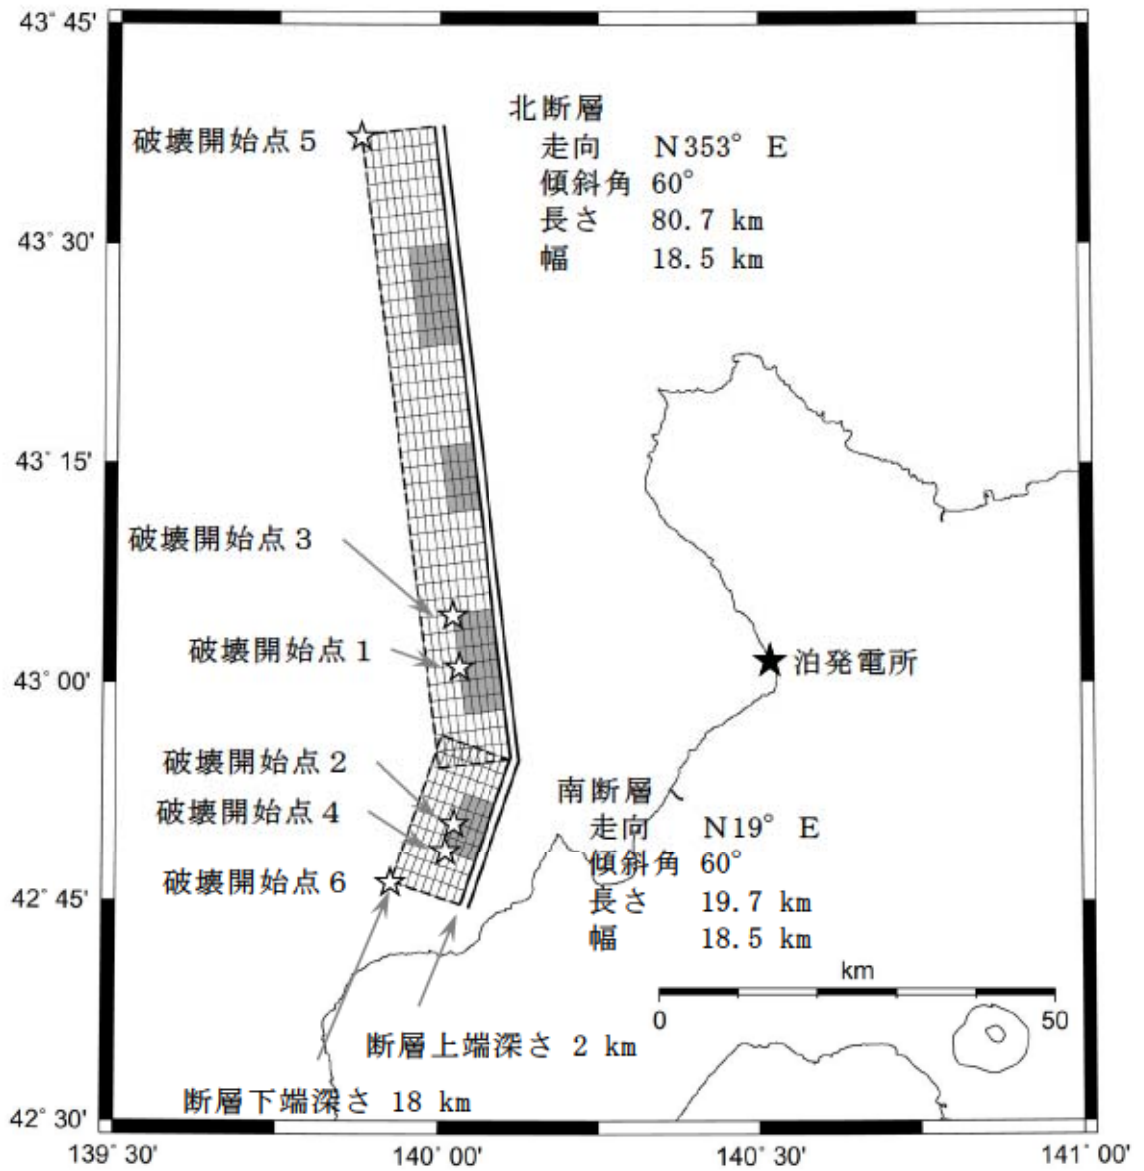 43° 45'
北断層
破壊開始点５
走向 N353° E
傾斜角 60°
長さ 80.7 km
幅 18.5 km
43° 30'
43° 15'
破壊開始点３
破壊開始点１
泊発電所
43° 00'
破壊開始点２
南断層
破壊開始点４
走向 N19° E
傾斜角 60°
破壊開始点６
42° 45'
長さ 19.7 km
幅 18.5 km
km
0 50
断層上端深さ 2 km
断層下端深さ 18 km
42° 30'
139° 30' 140° 00' 140° 30' 141° 00'